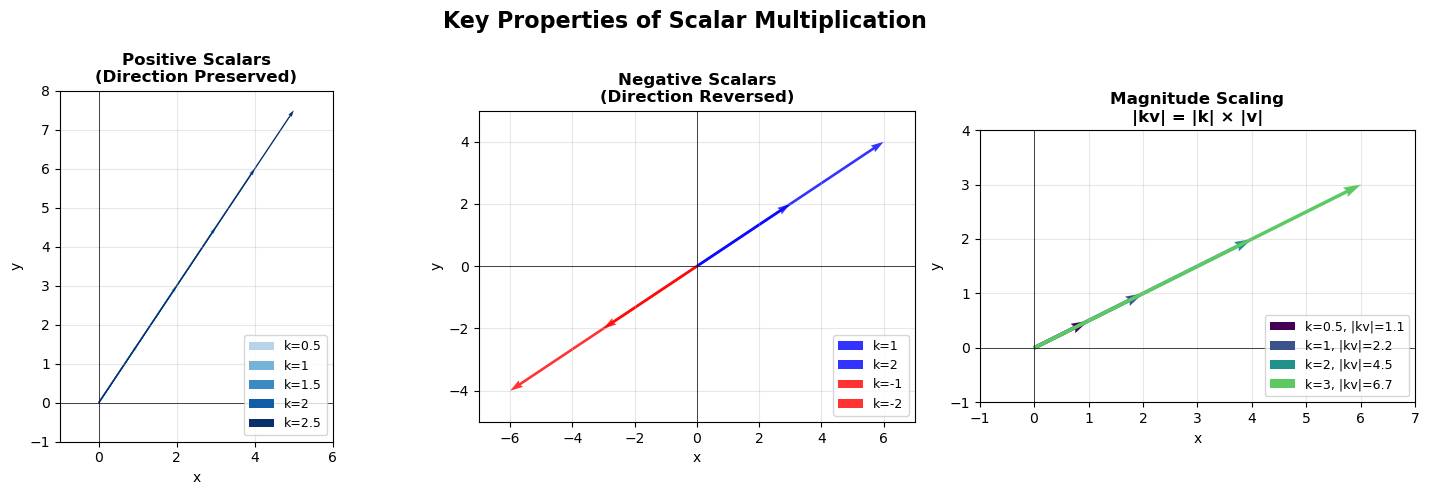 Key Properties of Scalar Multiplication
Positive Scalars
(Direction Preserved)
8
7
6
5
4
3
2
1
0
−1
y
0
2
4
6
x
k=0.5
k=1
k=1.5
k=2
k=2.5
Negative Scalars
(Direction Reversed)
4
2
0
−2
−4
y
−6
−4
−2
0
2
4
6
x
k=1
k=2
k=-1
k=-2
Magnitude Scaling
|kv| = |k| × |v|
4
3
2
1
0
−1
y
−1
0
1
2
3
4
5
6
7
x
k=0.5, |kv|=1.1
k=1, |kv|=2.2
k=2, |kv|=4.5
k=3, |kv|=6.7